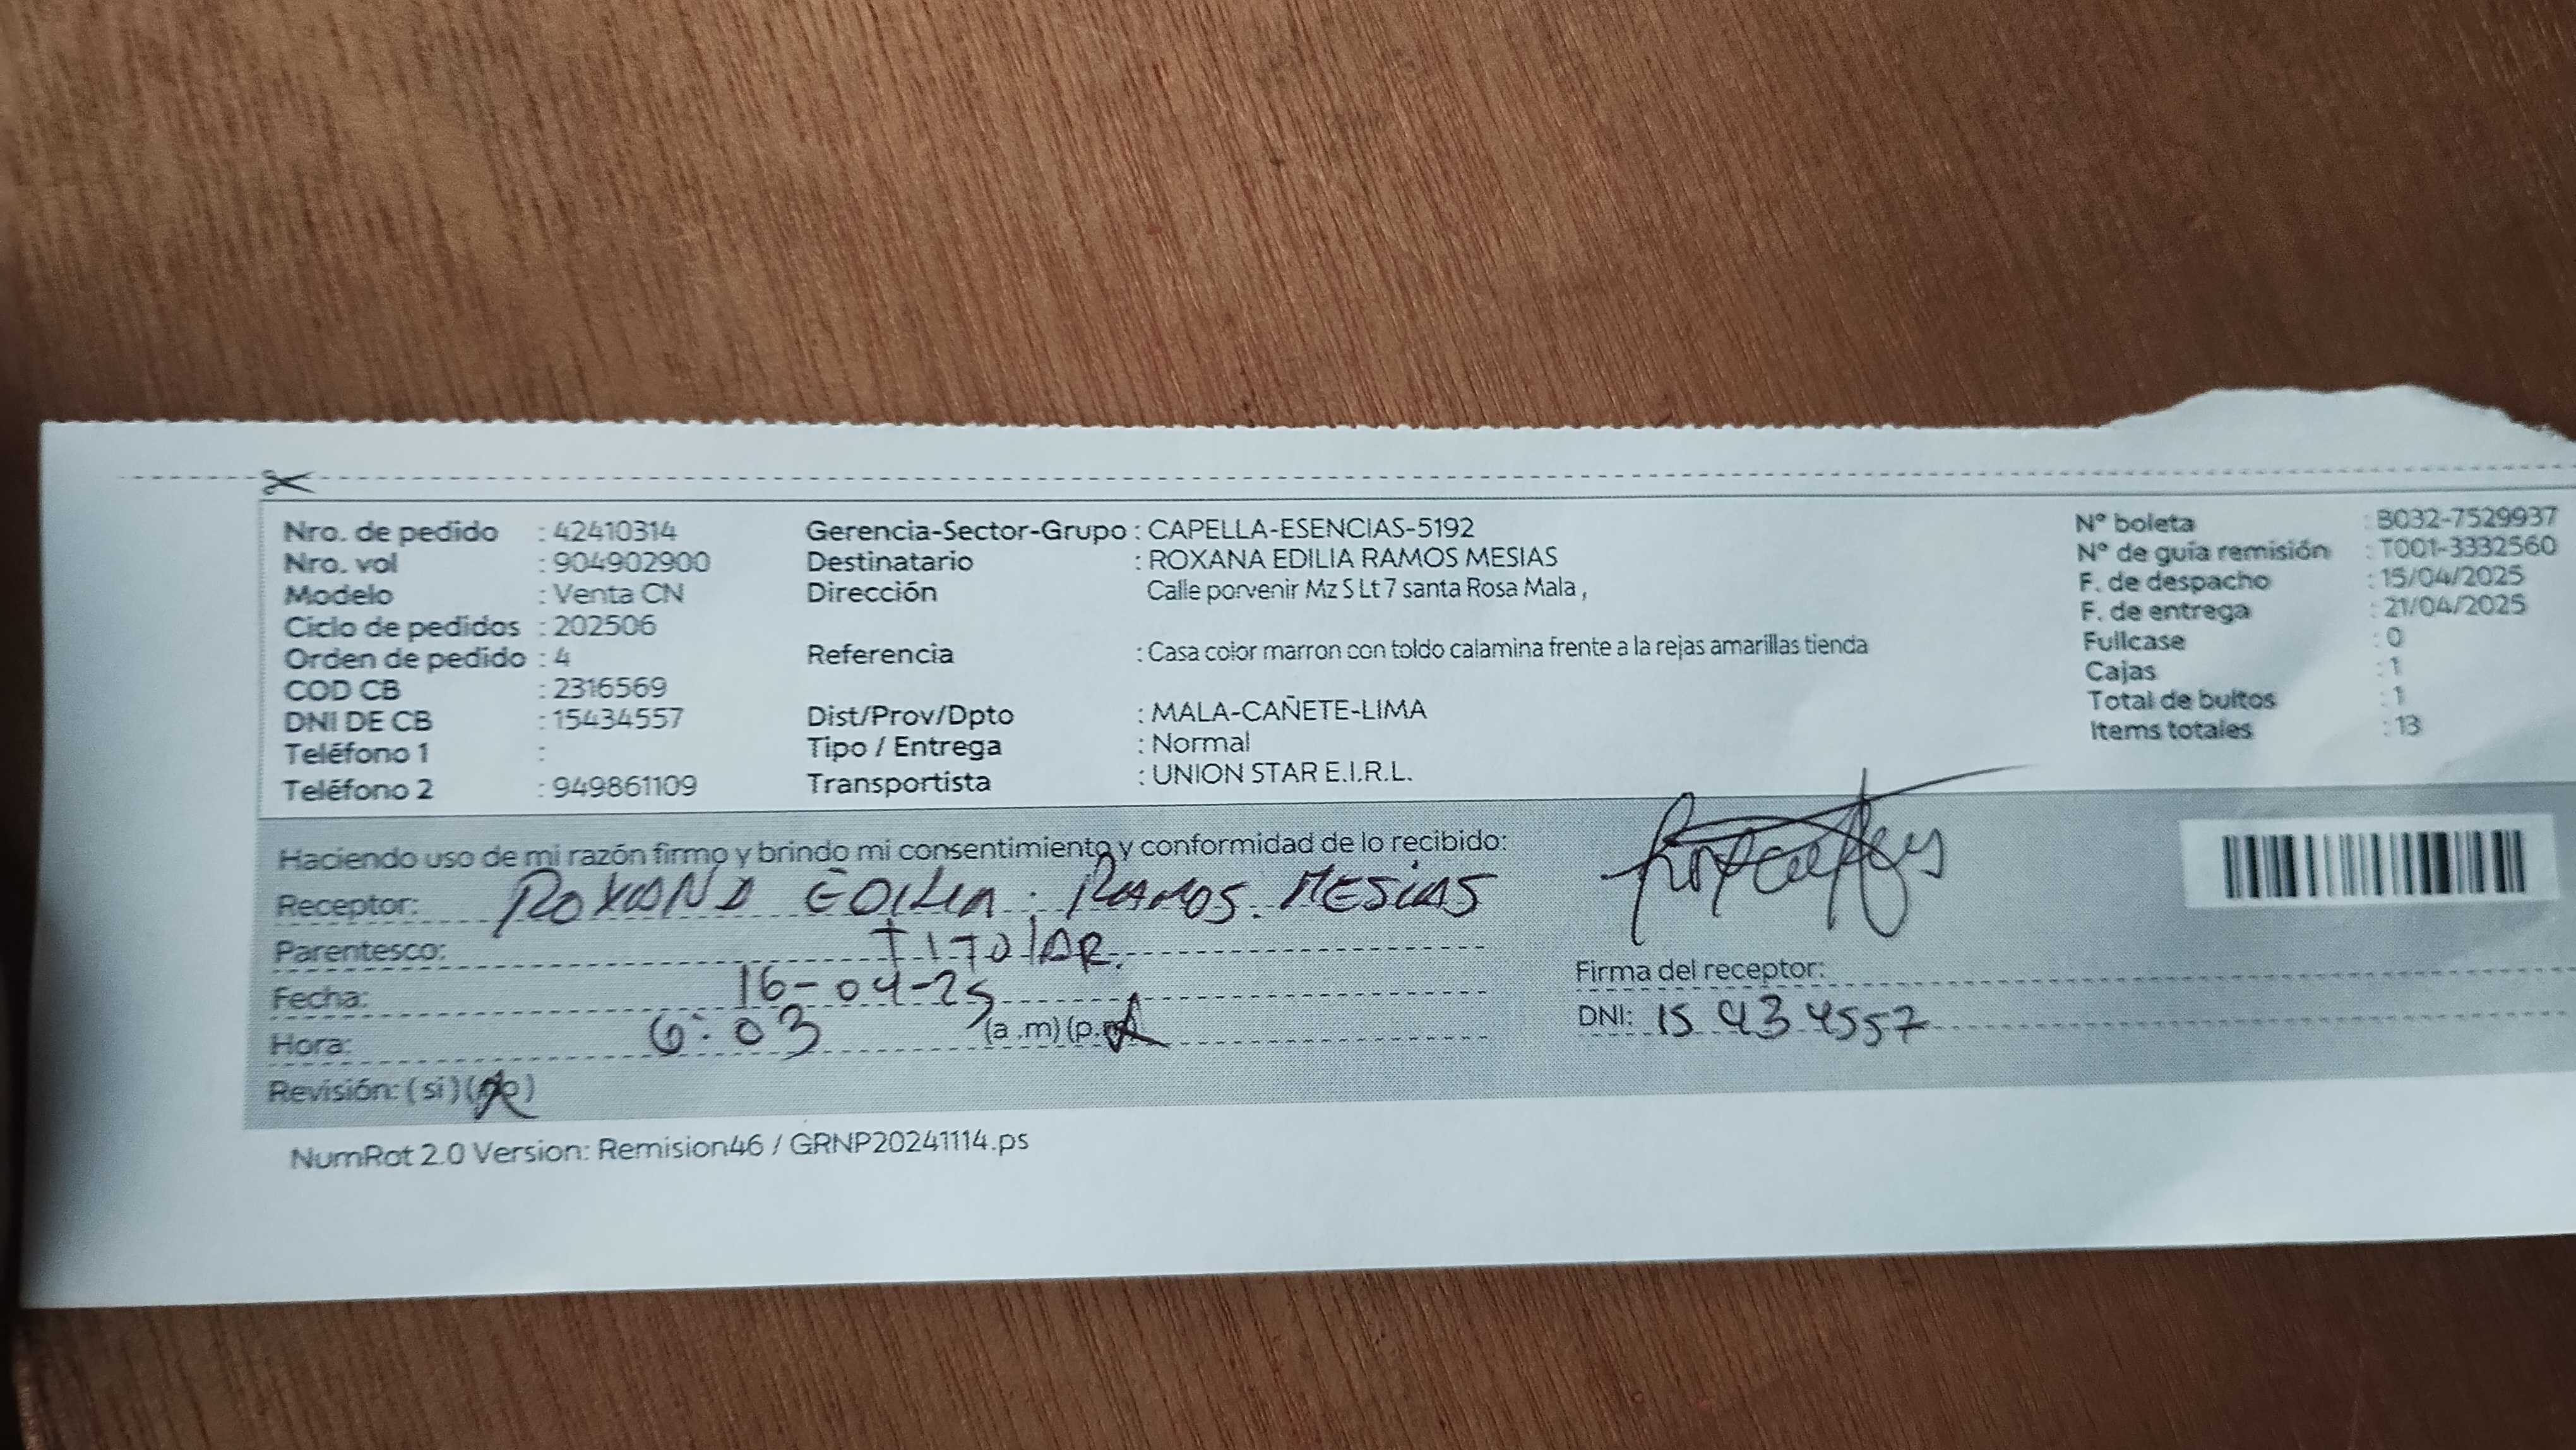 Nro. de pedido : 42410314
Nro. vol : 904902900
Modelo : Venta CN
Ciclo de pedidos : 202506
Orden de pedido : 4
COD CB : 2316569
DNI DE CB : 15434557
Teléfono 1 :
Teléfono 2 : 949861109
Gerencia-Sector-Grupo : CAPELLA-ESENCIAS-5192
Destinatario : ROXANA EDILIA RAMOS MESIAS
Dirección Calle porvenir Mz S Lt 7 santa Rosa Mala ,
Referencia : Casa color marron con toldo calamina frente a la rejas amarillas tienda
Dist/Prov/Dpto : MALA-CAÑETE-LIMA
Tipo / Entrega : Normal
Transportista : UNION STAR E.I.R.L.
N° boleta : B032-7529937
N° de guía remisión : T001-3332560
F. de despacho : 15/04/2025
F. de entrega : 21/04/2025
Fullcase : 0
Cajas : 1
Total de bultos : 1
Items totales : 13
Haciendo uso de mi razón firmo y brindo mi consentimiento y conformidad de lo recibido:
Receptor: ROXANA EDILIA. RAMOS. MESIAS
Parentesco: TITOlAR.
Fecha: 16-04-25
Hora: 6:03 (a .m) (p.m)
Revisión: (si) (no)
Firma del receptor:
DNI: 15434557
NumRot 2.0 Version: Remision46 / GRNP20241114.ps